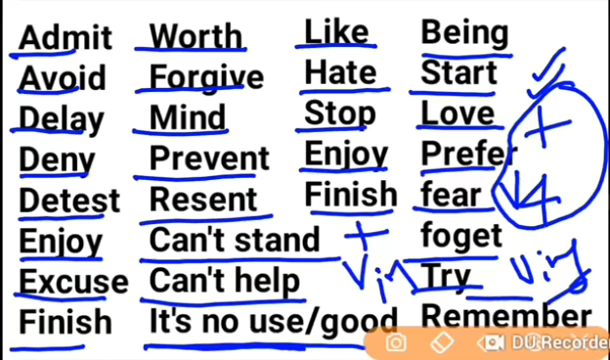 Admit Worth Like Being
Avoid Forgive Hate Start
Delay Mind Stop Love +
Deny Prevent Enjoy Prefer
Detest Resent Finish fear V4
Enjoy Can't stand + foget
Excuse Can't help Ving Try Ving
Finish It's no use/good Remember
DU Recorder